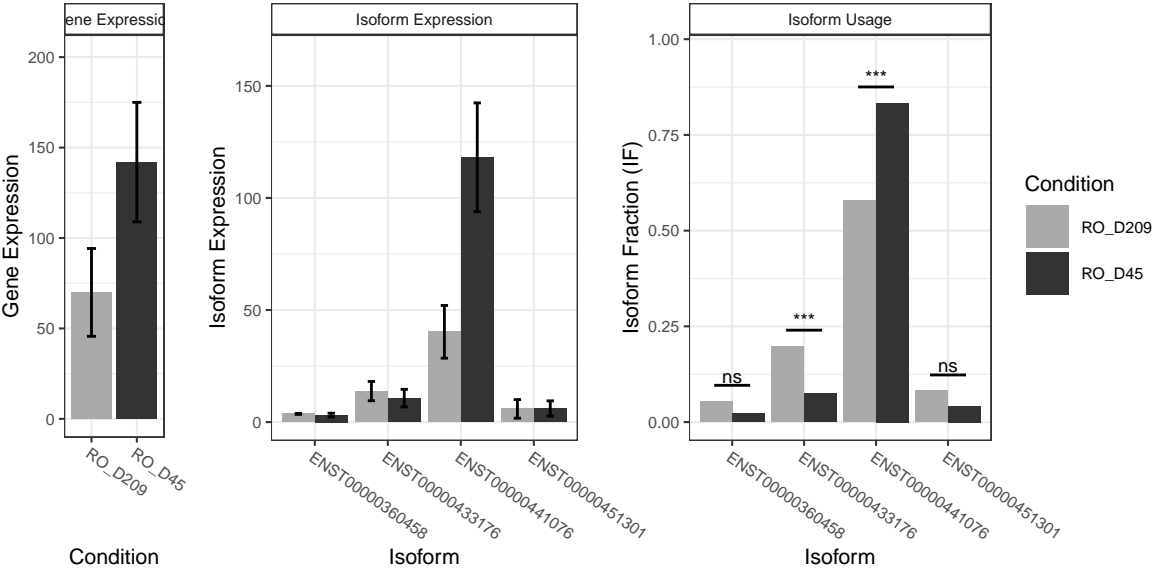 ene Expressio
Gene Expression
200
150
100
50
0
RO_D209
RO_D45
Condition
Isoform Expression
Isoform Expression
150
100
50
0
ENST00000360458
ENST00000433176
ENST00000441076
ENST00000451301
Isoform
Isoform Usage
Isoform Fraction (IF)
1.00
0.75
0.50
0.25
0.00
ns
***
***
ns
ENST00000360458
ENST00000433176
ENST00000441076
ENST00000451301
Isoform
Condition
RO_D209
RO_D45